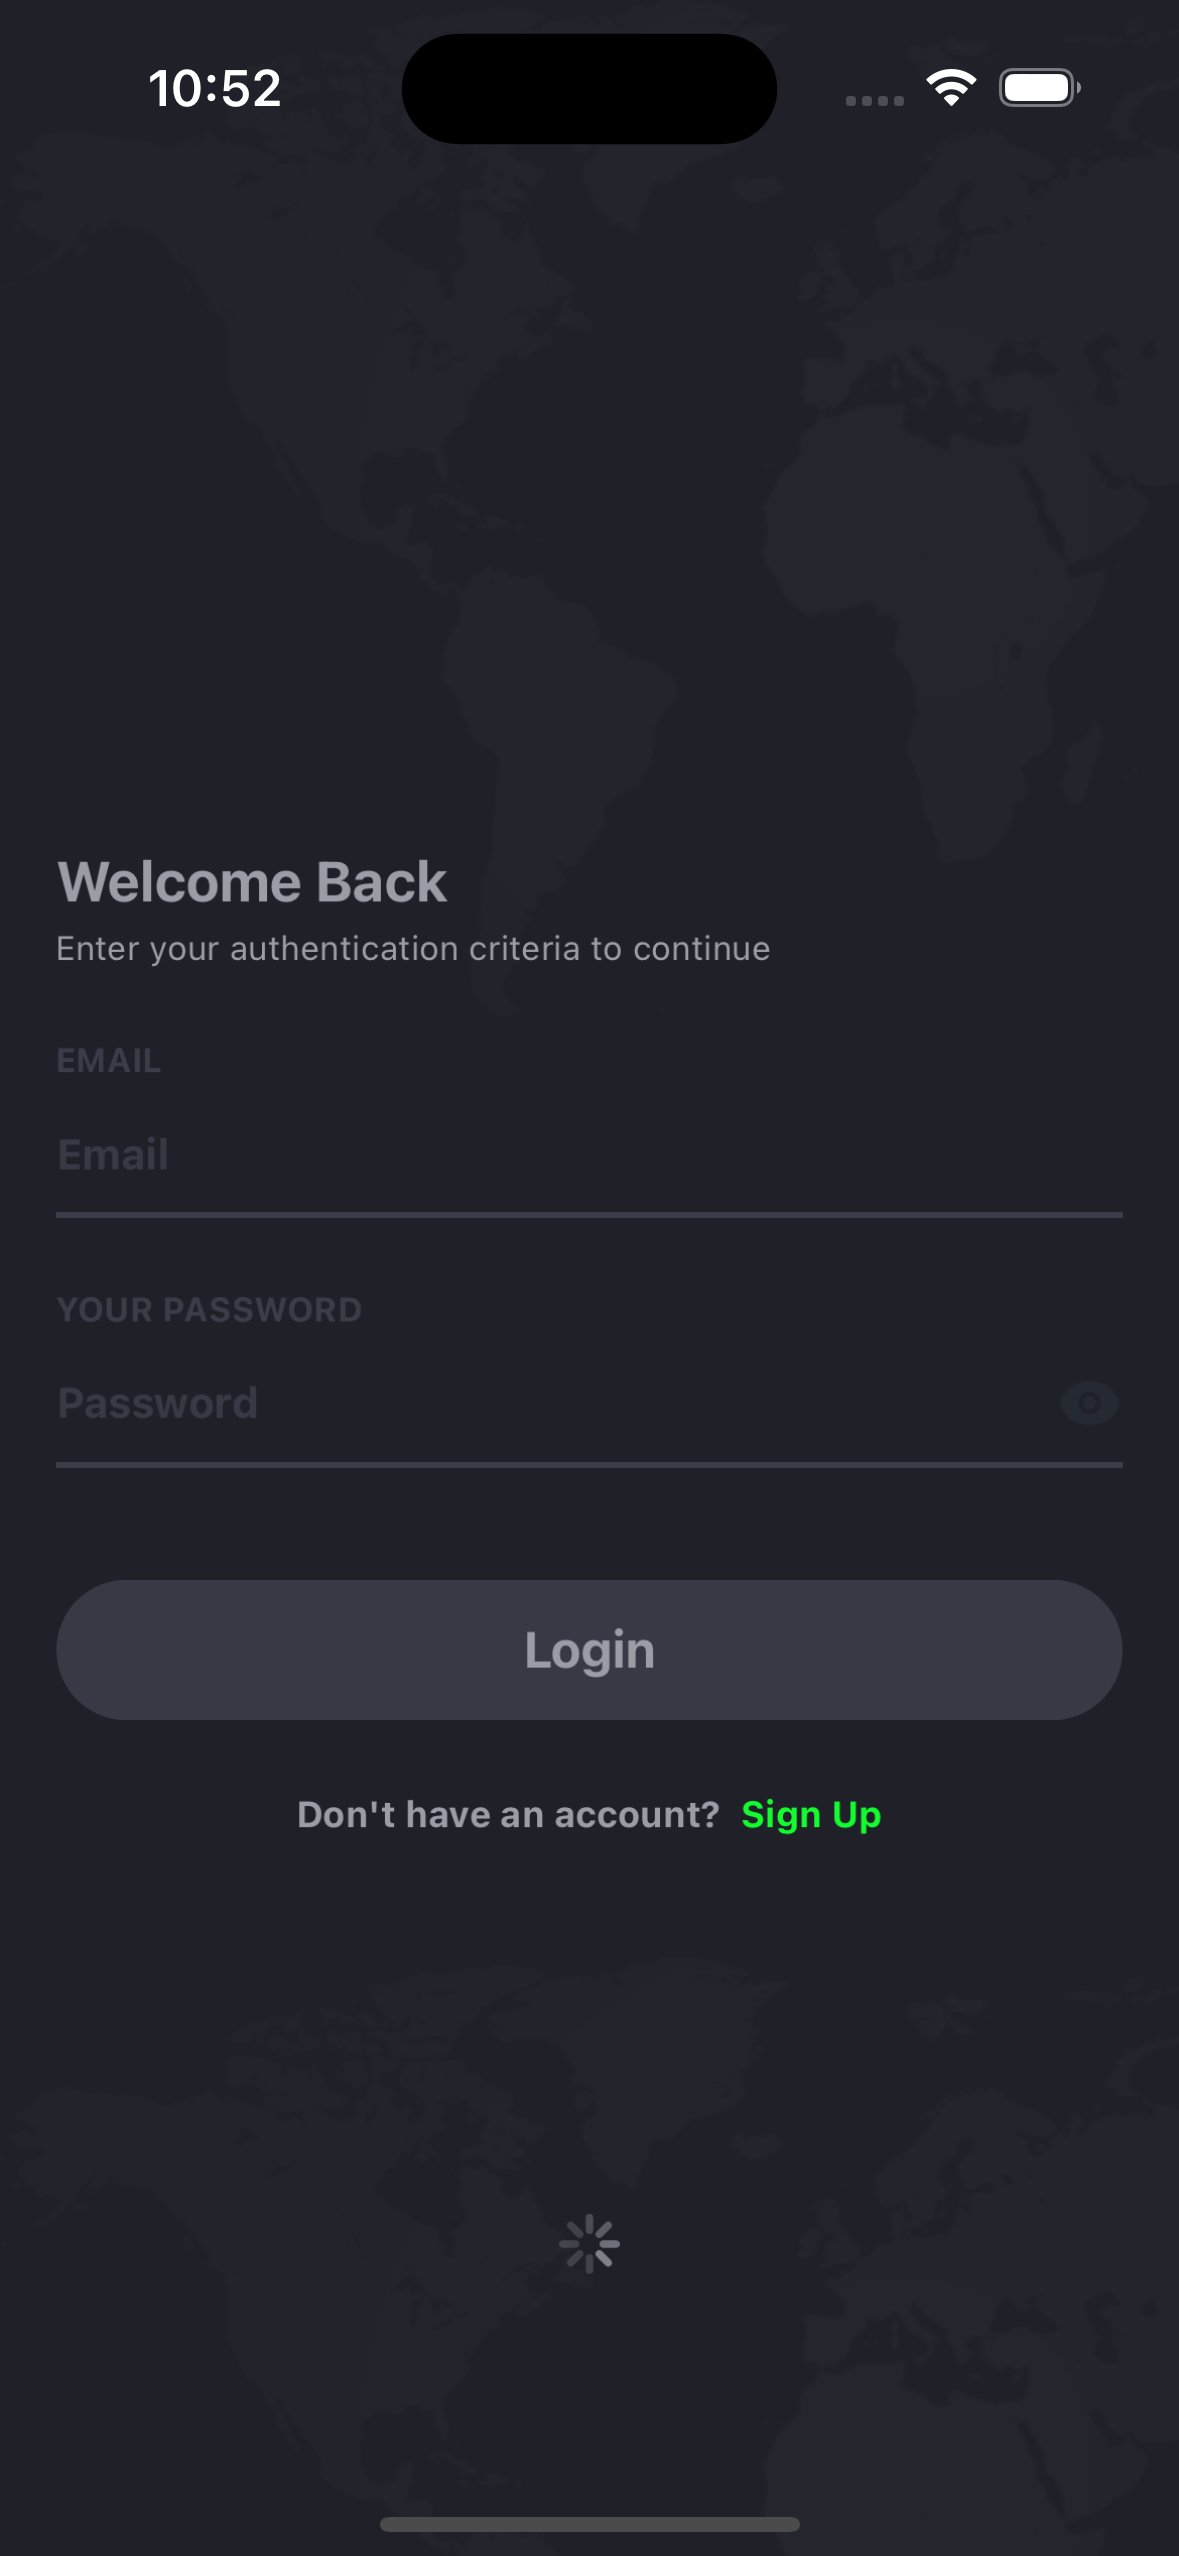 10:52
Welcome Back
Enter your authentication criteria to continue
EMAIL
Email
YOUR PASSWORD
Password
Login
Don't have an account? Sign Up